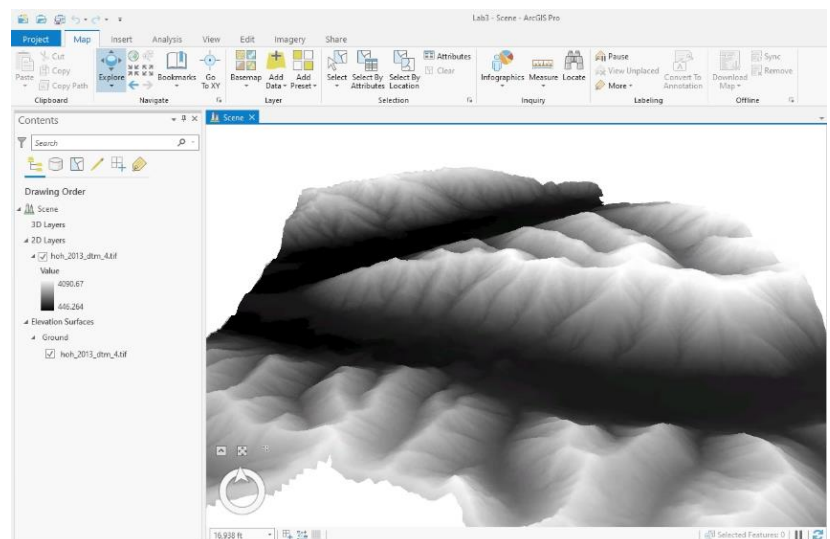 Lab3 - Scene - ArcGIS Pro
Project Map Insert Analysis View Edit Imagery Share
Paste
Cut
Copy
Copy Path
Clipboard
Explore
Bookmarks
Go To XY
Navigate
Basemap
Add Data
Add Preset
Layer
Select
Select By Attributes
Select By Location
Attributes
Clear
Selection
Infographics
Measure
Locate
Inquiry
Pause
View Unplaced
More
Convert To Annotation
Labeling
Download Map
Sync
Remove
Offline
Contents
Search
Drawing Order
Scene
3D Layers
2D Layers
hoh_2013_dtm_4.tif
Value
4090.67
446.264
Elevation Surfaces
Ground
hoh_2013_dtm_4.tif
Scene
16,938 ft
Selected Features: 0